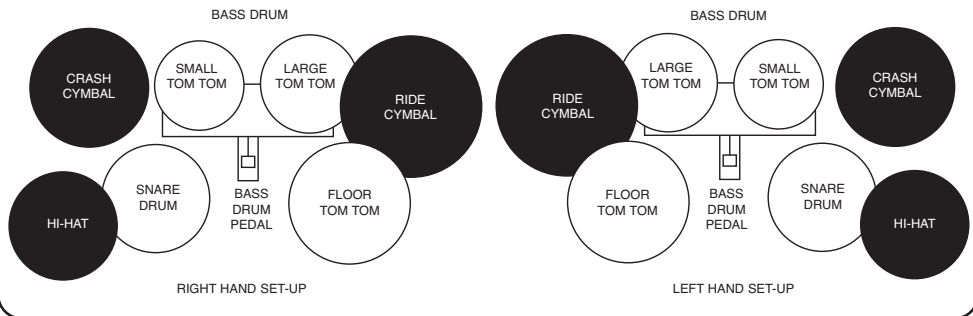 BASS DRUM
CRASH
CYMBAL
SMALL
TOM TOM
LARGE
TOM TOM
RIDE
CYMBAL
HI-HAT
SNARE
DRUM
BASS
DRUM
PEDAL
FLOOR
TOM TOM
RIGHT HAND SET-UP
BASS DRUM
RIDE
CYMBAL
LARGE
TOM TOM
SMALL
TOM TOM
CRASH
CYMBAL
FLOOR
TOM TOM
BASS
DRUM
PEDAL
SNARE
DRUM
HI-HAT
LEFT HAND SET-UP